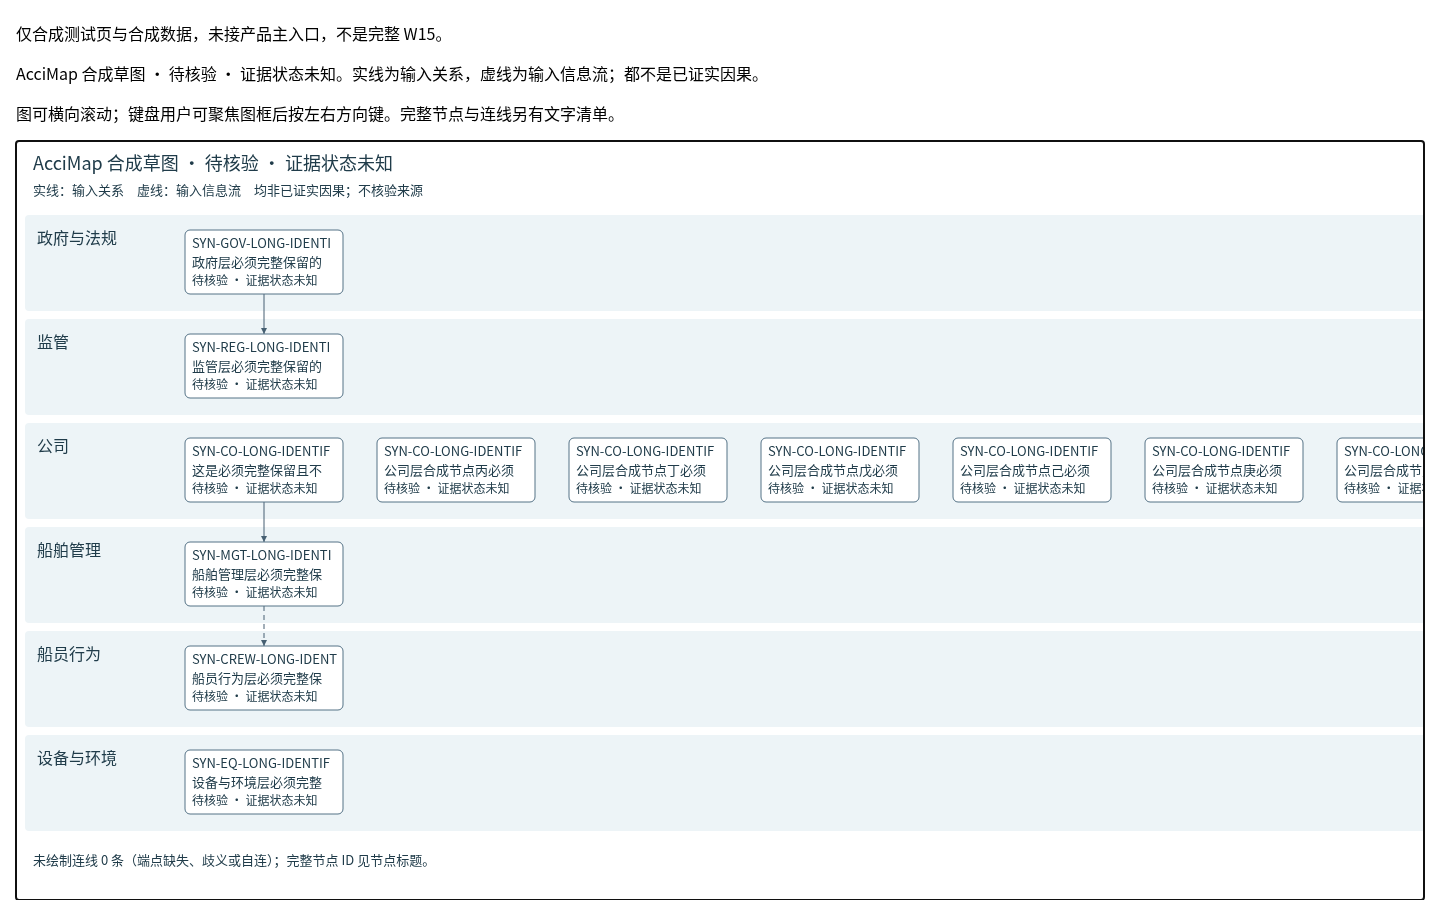 仅合成测试页与合成数据，未接产品主入口，不是完整 W15。
AcciMap 合成草图 · 待核验 · 证据状态未知。实线为输入关系，虚线为输入信息流；都不是已证实因果。
图可横向滚动；键盘用户可聚焦图框后按左右方向键。完整节点与连线另有文字清单。
AcciMap 合成草图 · 待核验 · 证据状态未知
实线：输入关系 虚线：输入信息流 均非已证实因果；不核验来源
政府与法规
SYN-GOV-LONG-IDENTI
政府层必须完整保留的
待核验 · 证据状态未知
监管
SYN-REG-LONG-IDENTI
监管层必须完整保留的
待核验 · 证据状态未知
公司
SYN-CO-LONG-IDENTIF
这是必须完整保留且不
待核验 · 证据状态未知
SYN-CO-LONG-IDENTIF
公司层合成节点丙必须
待核验 · 证据状态未知
SYN-CO-LONG-IDENTIF
公司层合成节点丁必须
待核验 · 证据状态未知
SYN-CO-LONG-IDENTIF
公司层合成节点戊必须
待核验 · 证据状态未知
SYN-CO-LONG-IDENTIF
公司层合成节点己必须
待核验 · 证据状态未知
SYN-CO-LONG-IDENTIF
公司层合成节点庚必须
待核验 · 证据状态未知
SYN-CO-LONG
公司层合成节
待核验 · 证据
船舶管理
SYN-MGT-LONG-IDENTI
船舶管理层必须完整保
待核验 · 证据状态未知
船员行为
SYN-CREW-LONG-IDENT
船员行为层必须完整保
待核验 · 证据状态未知
设备与环境
SYN-EQ-LONG-IDENTIF
设备与环境层必须完整
待核验 · 证据状态未知
未绘制连线 0 条（端点缺失、歧义或自连）；完整节点 ID 见节点标题。